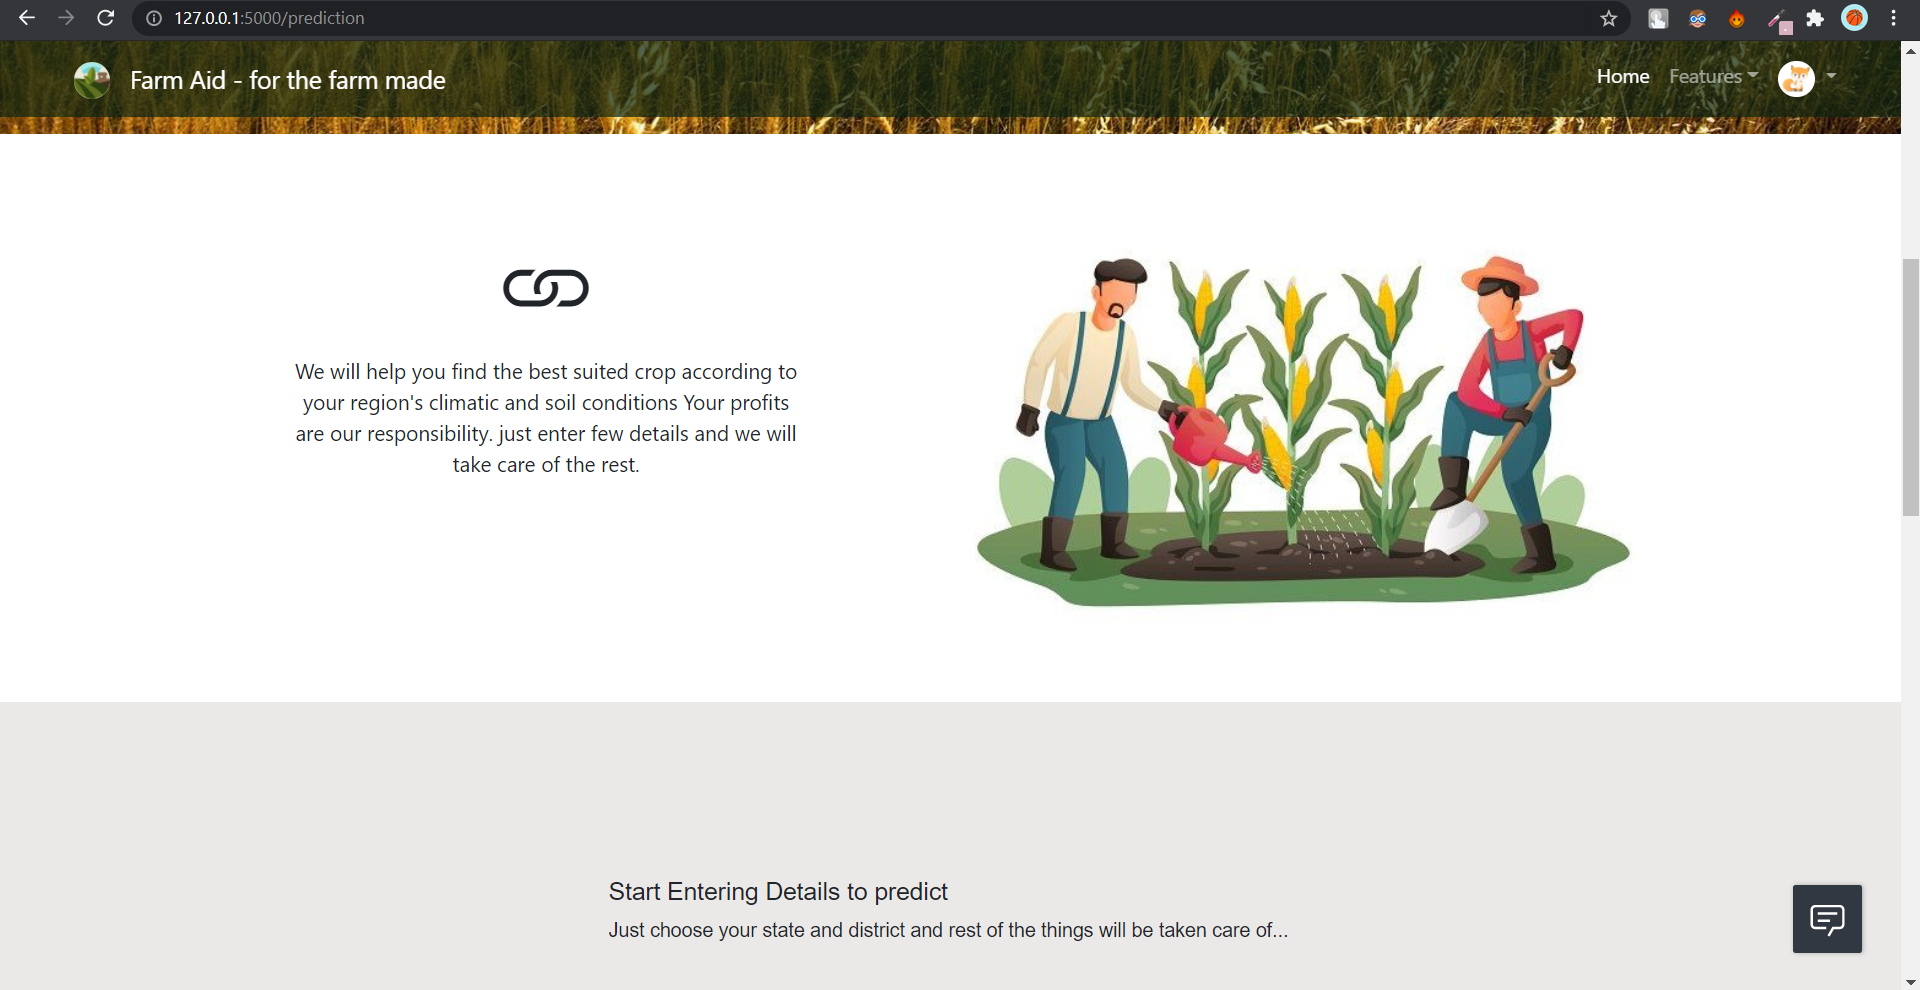 127.0.0.1:5000/prediction
Farm Aid - for the farm made
Home
Features
We will help you find the best suited crop according to
your region's climatic and soil conditions Your profits
are our responsibility. just enter few details and we will
take care of the rest.
Start Entering Details to predict
Just choose your state and district and rest of the things will be taken care of...